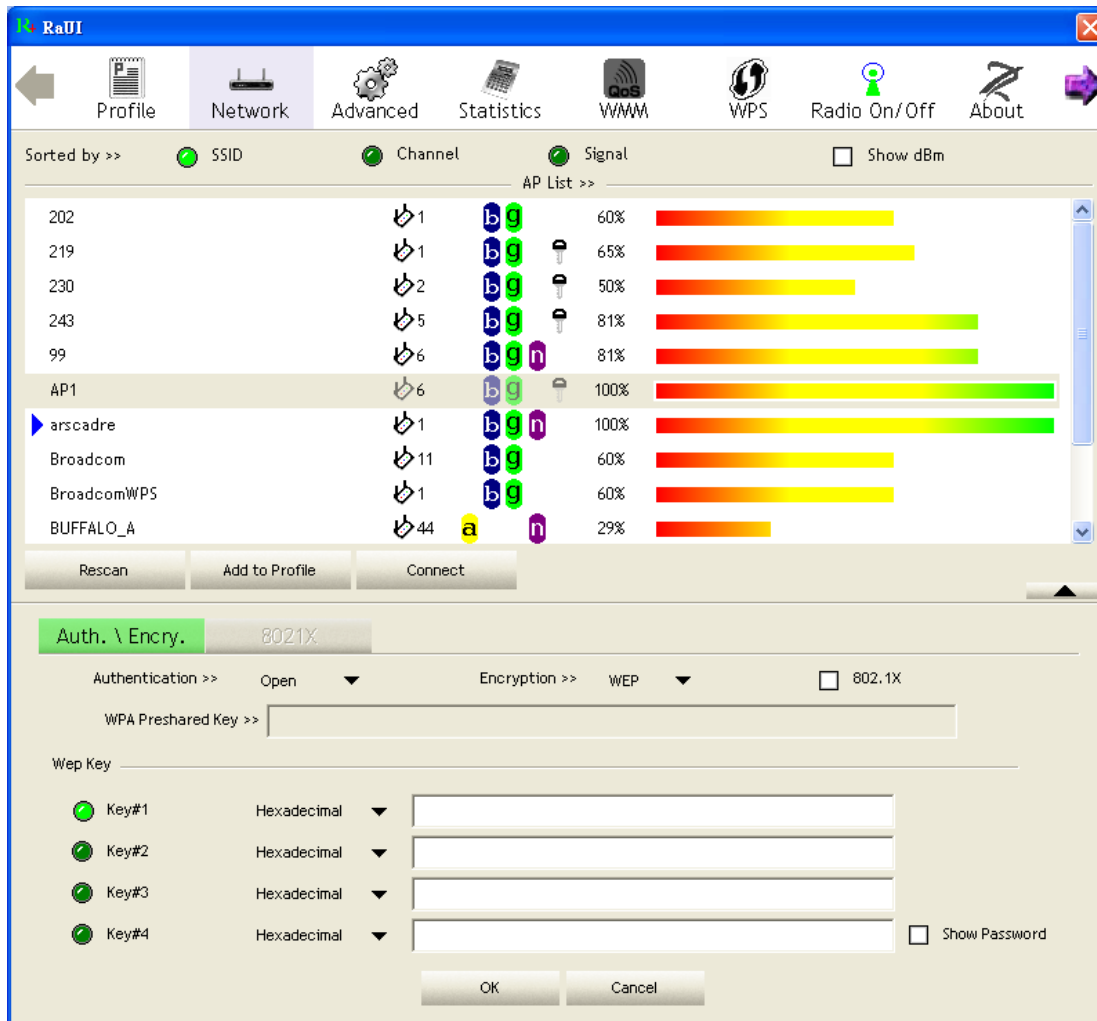 RaUI
Profile Network Advanced Statistics WMM WPS Radio On/Off About
Sorted by >> SSID Channel Signal Show dBm
AP List >>
202 1 b g 60%
219 1 b g 65%
230 2 b g 50%
243 5 b g 81%
99 6 b g n 81%
AP1 6 b g 100%
arscadre 1 b g n 100%
Broadcom 11 b g 60%
BroadcomWPS 1 b g 60%
BUFFALO_A 44 a n 29%
Rescan Add to Profile Connect
Auth. \ Encry. 8021X
Authentication >> Open Encryption >> WEP 802.1X
WPA Preshared Key >>
Wep Key
Key#1 Hexadecimal
Key#2 Hexadecimal
Key#3 Hexadecimal
Key#4 Hexadecimal Show Password
OK Cancel